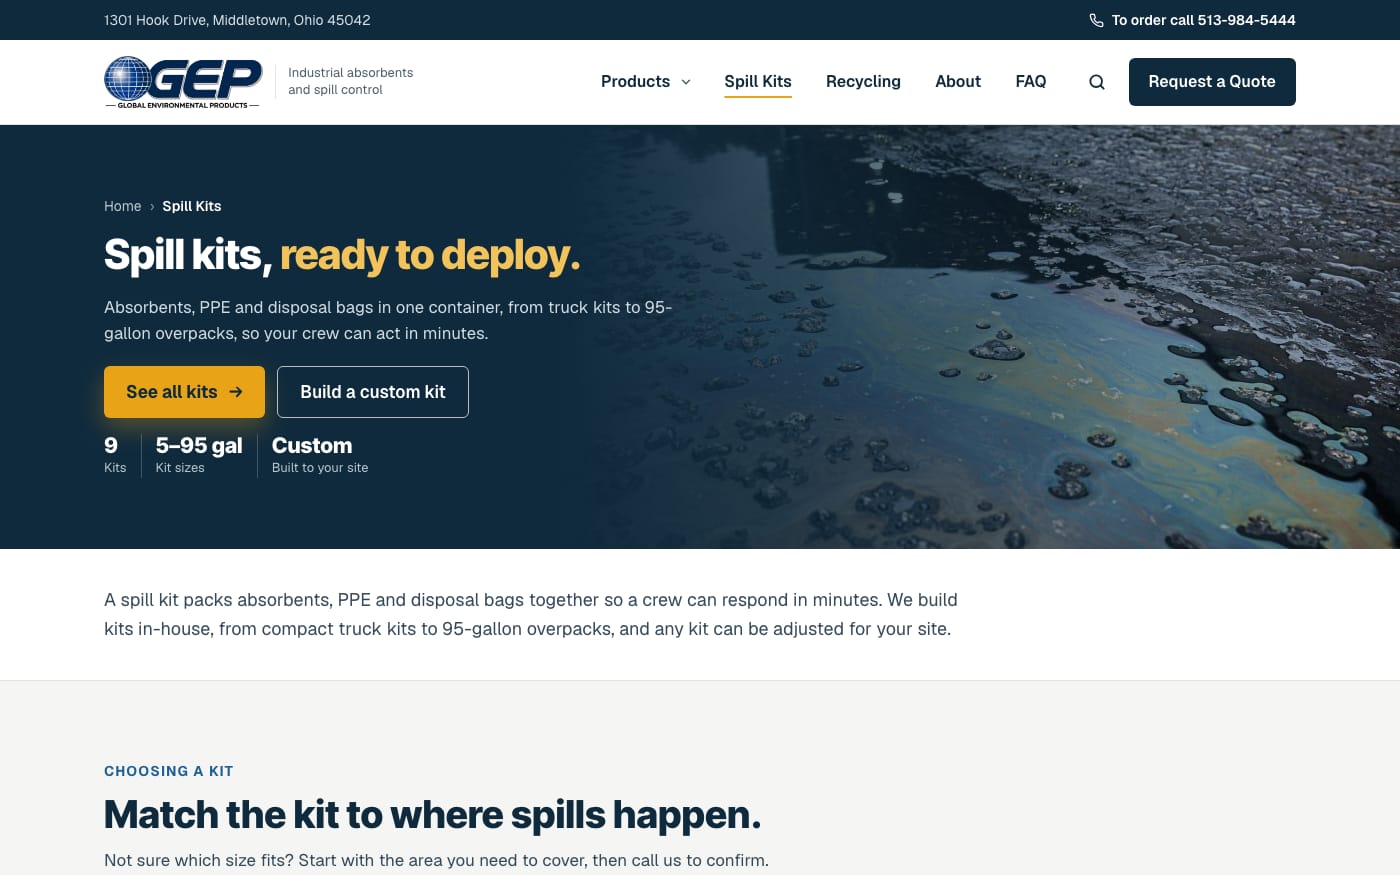 1301 Hook Drive, Middletown, Ohio 45042
To order call 513-984-5444
GEP
GLOBAL ENVIRONMENTAL PRODUCTS
Industrial absorbents
and spill control
Products
Spill Kits
Recycling
About
FAQ
Request a Quote
Home › Spill Kits
Spill kits, ready to deploy.
Absorbents, PPE and disposal bags in one container, from truck kits to 95-
gallon overpacks, so your crew can act in minutes.
See all kits →
Build a custom kit
9
Kits
5–95 gal
Kit sizes
Custom
Built to your site
A spill kit packs absorbents, PPE and disposal bags together so a crew can respond in minutes. We build
kits in-house, from compact truck kits to 95-gallon overpacks, and any kit can be adjusted for your site.
CHOOSING A KIT
Match the kit to where spills happen.
Not sure which size fits? Start with the area you need to cover, then call us to confirm.